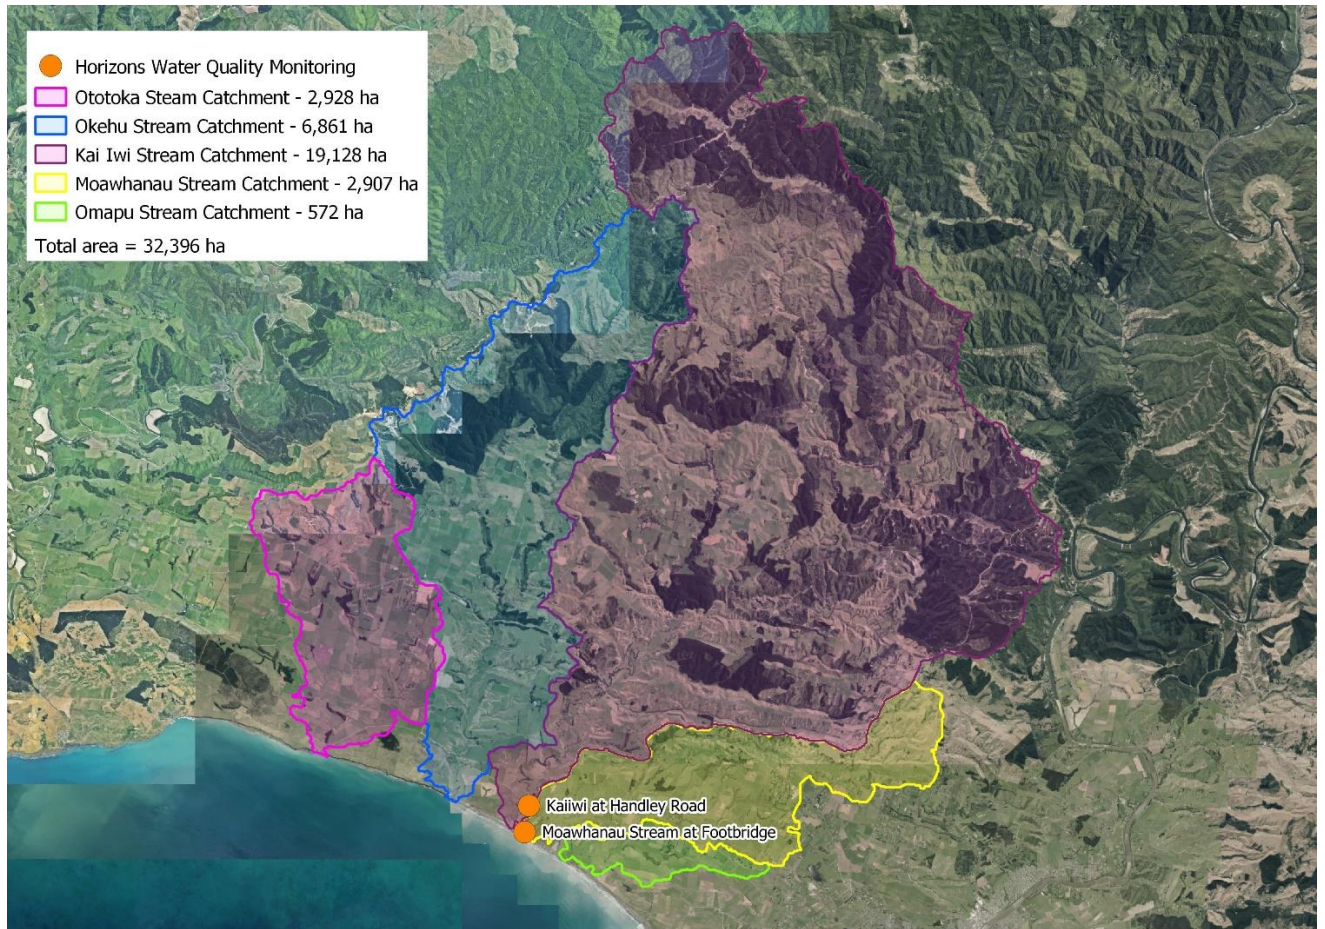 Horizons Water Quality Monitoring
Ototoka Steam Catchment - 2,928 ha
Okehu Stream Catchment - 6,861 ha
Kai Iwi Stream Catchment - 19,128 ha
Moawhanau Stream Catchment - 2,907 ha
Omapu Stream Catchment - 572 ha
Total area = 32,396 ha
Kaiiwi at Handley Road
Moawhanau Stream at Footbridge